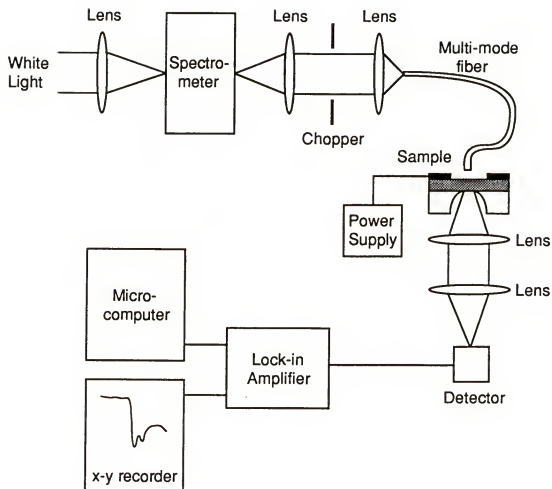 Lens
Lens
Lens
White
Light
Spectro-
meter
Multi-mode
fiber
Chopper
Sample
Power
Supply
Lens
Lens
Micro-
computer
Lock-in
Amplifier
Detector
x-y recorder